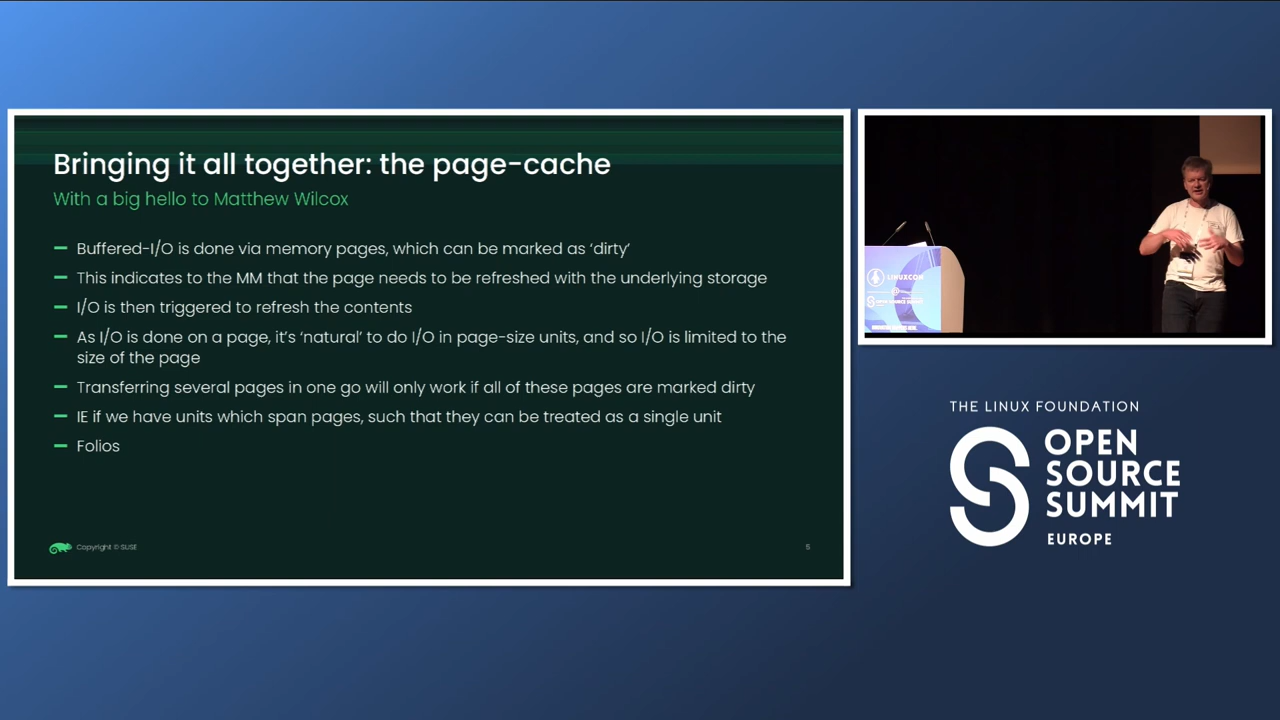 Bringing it all together: the page-cache
With a big hello to Matthew Wilcox
Buffered-I/O is done via memory pages, which can be marked as ‘dirty’
This indicates to the MM that the page needs to be refreshed with the underlying storage
I/O is then triggered to refresh the contents
As I/O is done on a page, it’s ‘natural’ to do I/O in page-size units, and so I/O is limited to the
size of the page
Transferring several pages in one go will only work if all of these pages are marked dirty
IE if we have units which span pages, such that they can be treated as a single unit
Folios
Copyright © SUSE
5
LINUXCON
OPEN SOURCE SUMMIT
THE LINUX FOUNDATION
OPEN
SOURCE
SUMMIT
EUROPE